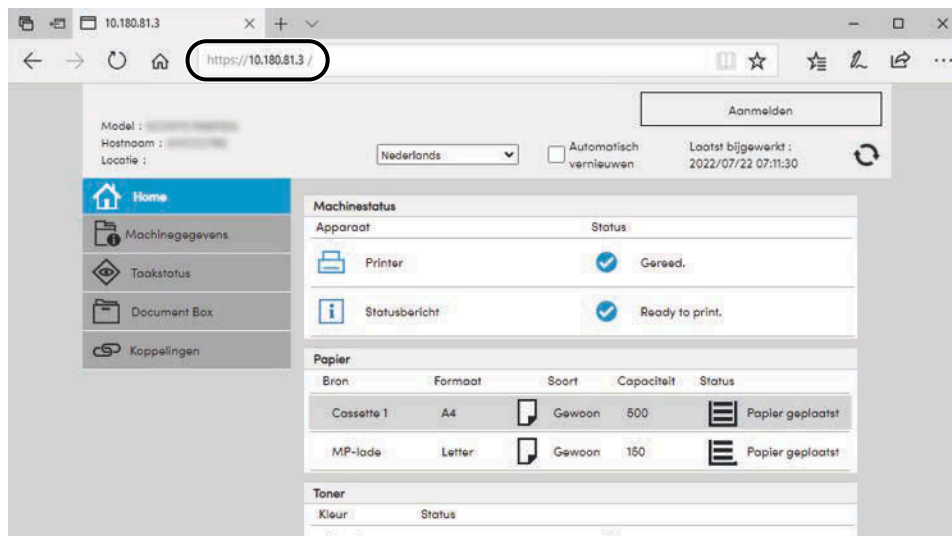 10.180.81.3
https://10.180.81.3 /
Aanmelden
Model :
Hostnaam :
Locatie :
Nederlands
Automatisch
vernieuwen
Laatst bijgewerkt :
2022/07/22 07:11:30
Home
Machinegegevens
Taakstatus
Document Box
Koppelingen
Machinestatus
Apparaat Status
Printer Gereed.
Statusbericht Ready to print.
Papier
Bron Formaat Soort Capaciteit Status
Cassette 1 A4 Gewoon 500 Papier geplaatst
MP-lade Letter Gewoon 150 Papier geplaatst
Toner
Kleur Status